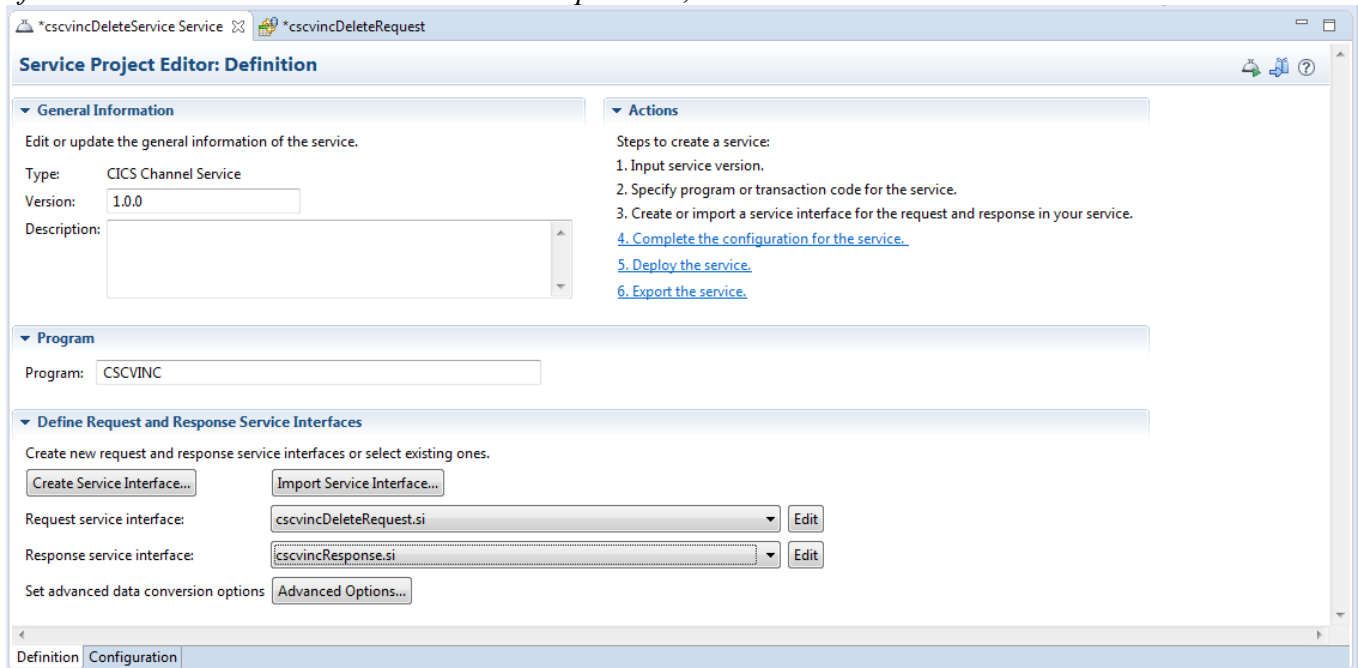 *cscvincDeleteService Service *cscvincDeleteRequest
Service Project Editor: Definition
General Information
Edit or update the general information of the service.
Type: CICS Channel Service
Version: 1.0.0
Description:
Actions
Steps to create a service:
1. Input service version.
2. Specify program or transaction code for the service.
3. Create or import a service interface for the request and response in your service.
4. Complete the configuration for the service.
5. Deploy the service.
6. Export the service.
Program
Program: CSCVINC
Define Request and Response Service Interfaces
Create new request and response service interfaces or select existing ones.
Create Service Interface... Import Service Interface...
Request service interface: cscvincDeleteRequest.si Edit
Response service interface: cscvincResponse.si Edit
Set advanced data conversion options Advanced Options...
Definition Configuration